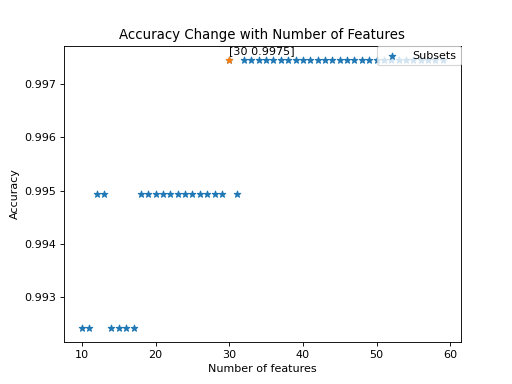 Accuracy Change with Number of Features
[30 0.9975]
Subsets
0.997
0.996
0.995
0.994
0.993
Accuracy
10 20 30 40 50 60
Number of features